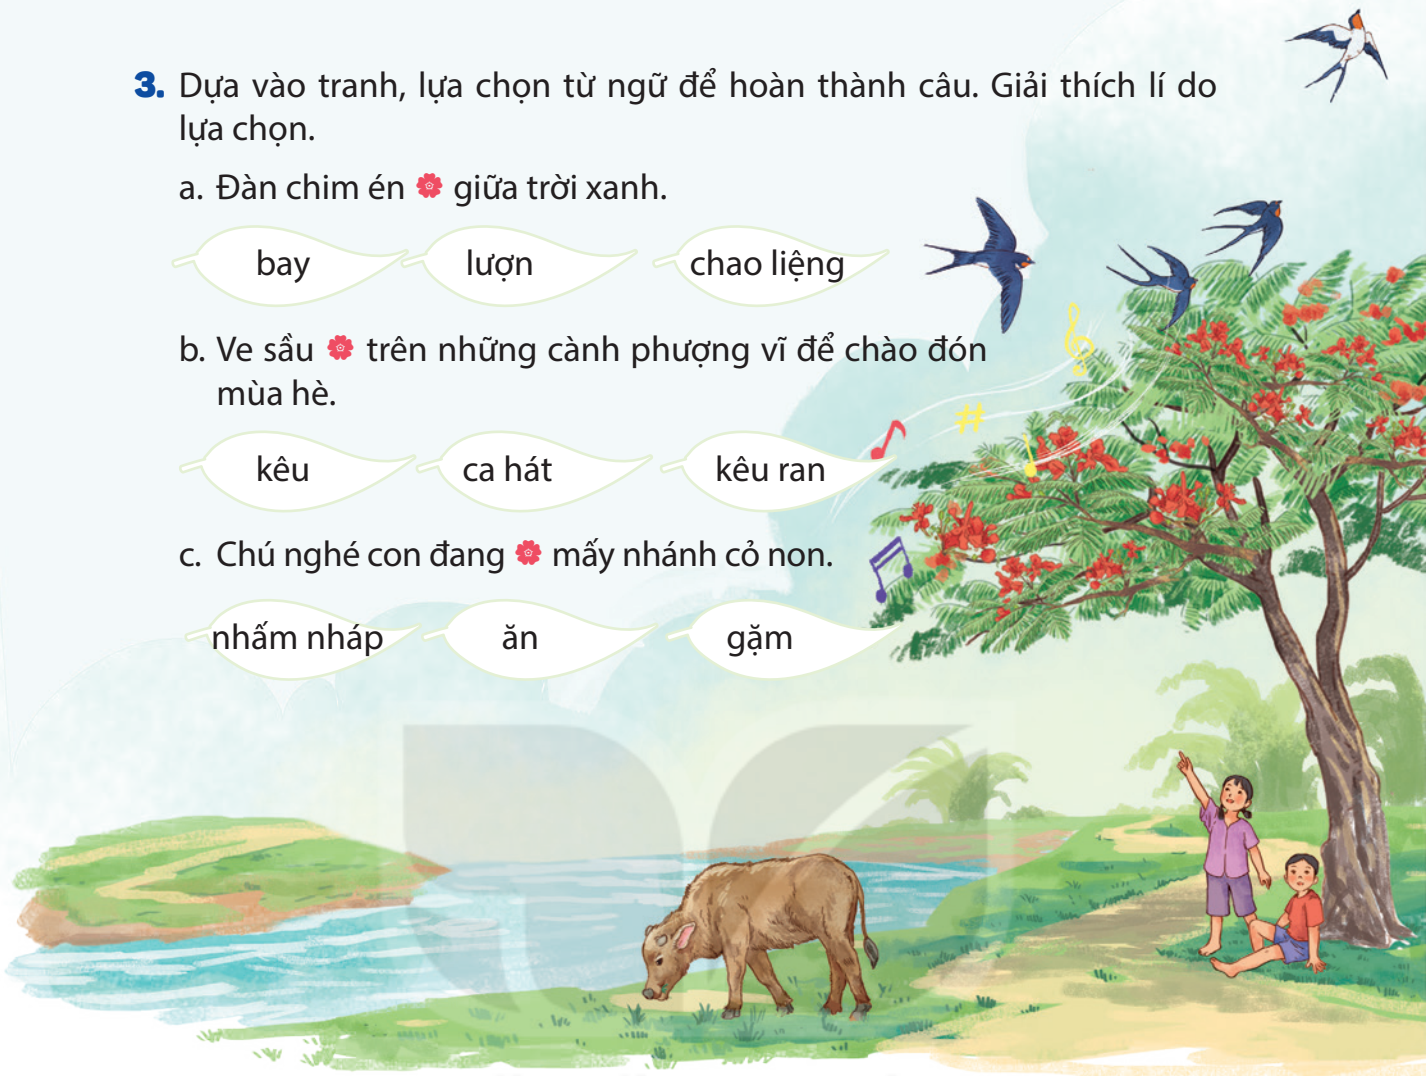 3. Dựa vào tranh, lựa chọn từ ngữ để hoàn thành câu. Giải thích lí do
lựa chọn.
a. Đàn chim én giữa trời xanh.
bay lượn chao liệng
b. Ve sầu trên những cành phượng vĩ để chào đón
mùa hè.
kêu ca hát kêu ran
c. Chú nghé con đang mấy nhánh cỏ non.
nhấm nháp ăn gặm